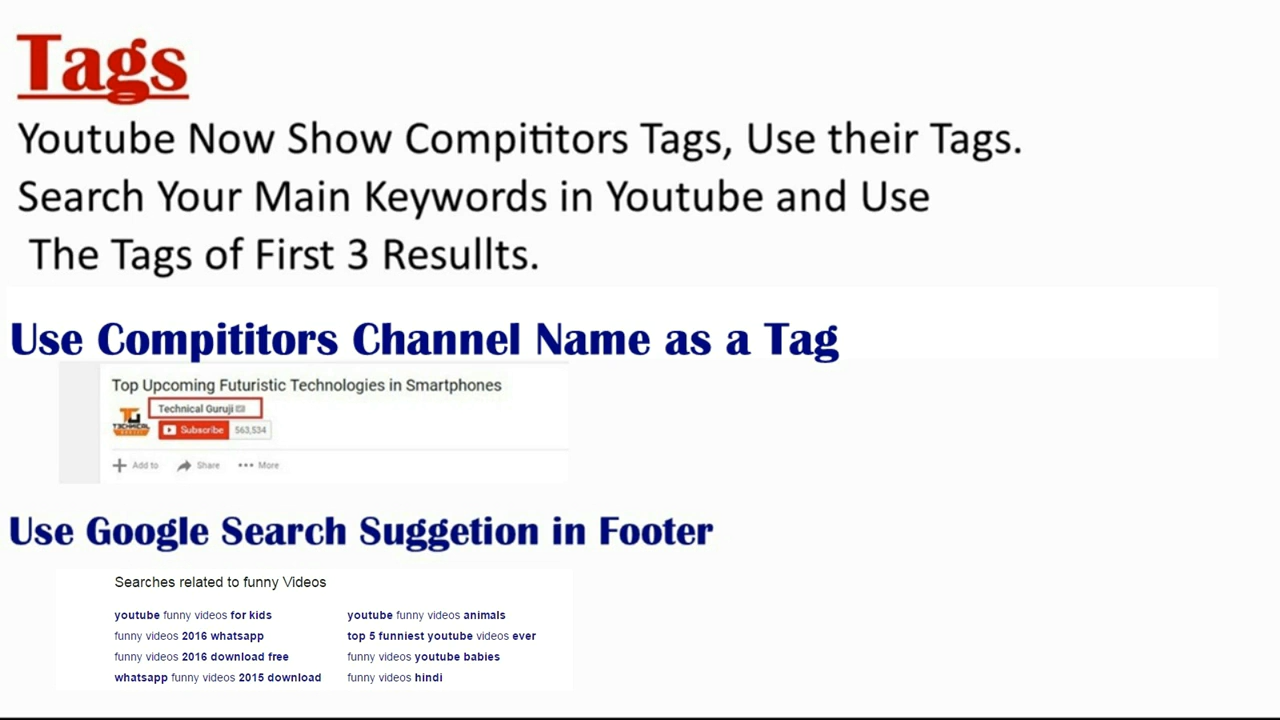 Tags
Youtube Now Show Compititors Tags, Use their Tags.
Search Your Main Keywords in Youtube and Use
The Tags of First 3 Resullts.
Use Compititors Channel Name as a Tag
Top Upcoming Futuristic Technologies in Smartphones
Technical Guruji
TECHNICAL
Subscribe 563,534
Add to Share More
Use Google Search Suggetion in Footer
Searches related to funny Videos
youtube funny videos for kids youtube funny videos animals
funny videos 2016 whatsapp top 5 funniest youtube videos ever
funny videos 2016 download free funny videos youtube babies
whatsapp funny videos 2015 download funny videos hindi